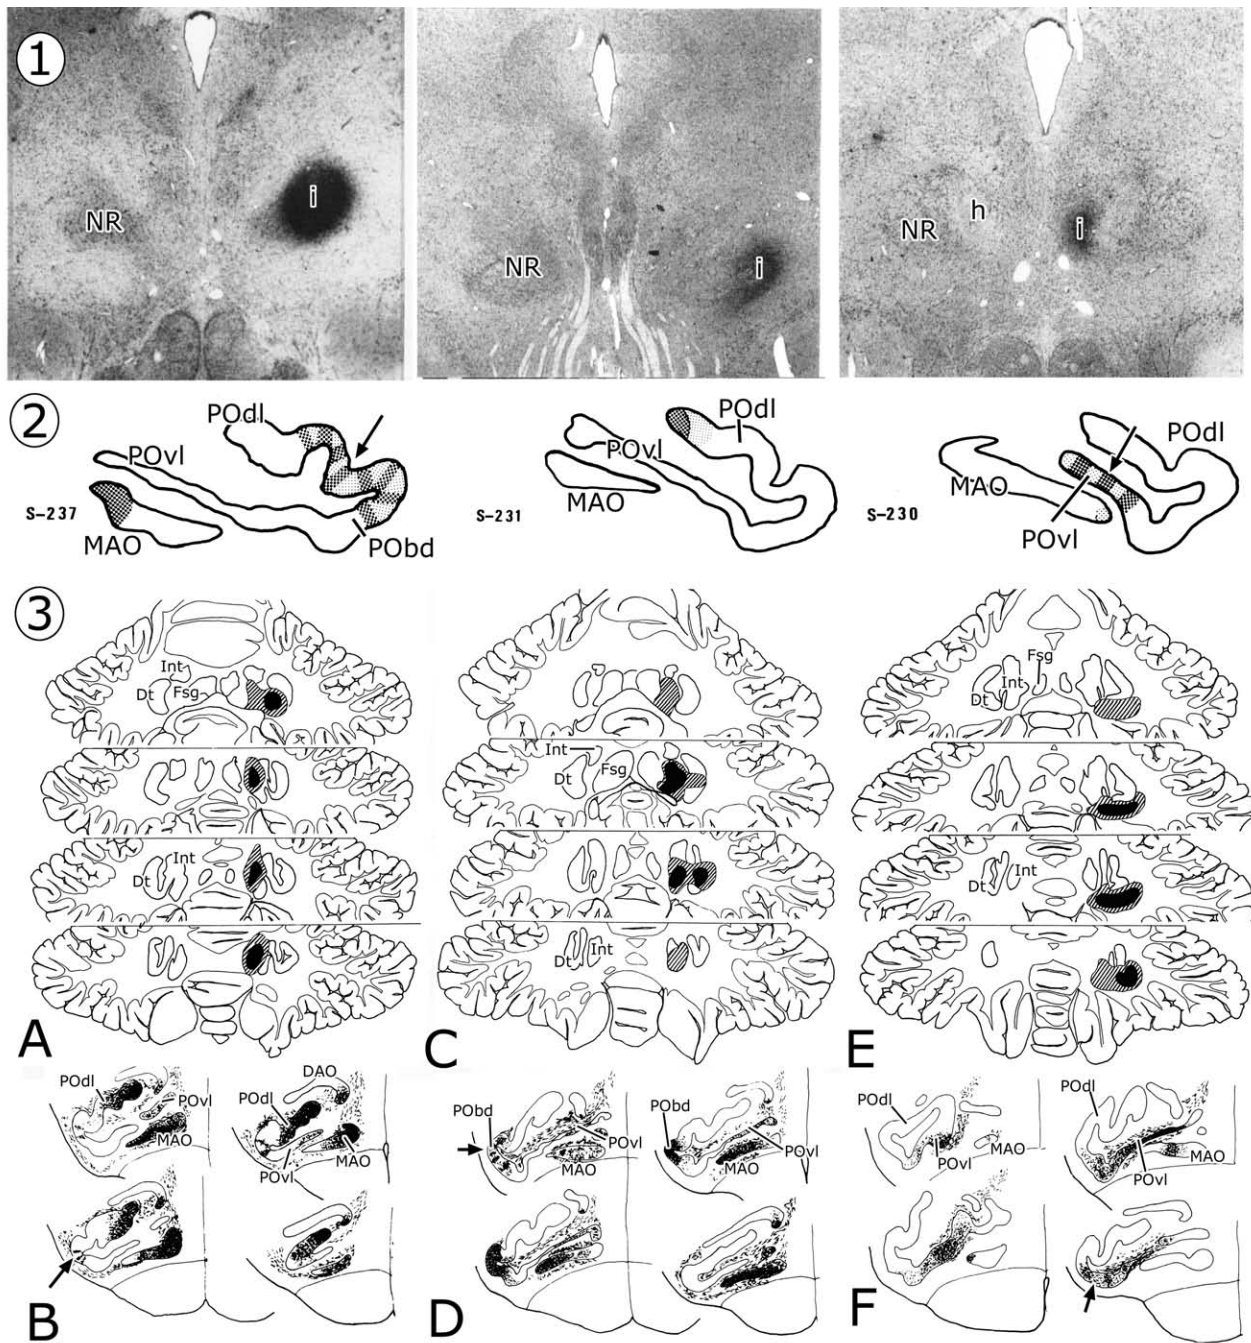 1
NR
i
NR
i
NR
h
i
2
POdl
POvl
S-237
MAO
PObd
POdl
POvl
MAO
S-231
POdl
MAO
S-230
POvl
3
Int
Dt
Fsg
Int
Dt
Int
Dt
Fsg
Int
Dt
Fsg
Int
Dt
Int
Dt
Int
Dt
A
C
E
POdl
POvl
MAO
DAO
POdl
MAO
POvl
PObd
POvl
MAO
PObd
POvl
MAO
POdl
POvl
POdl
MAO
POvl
B
D
F